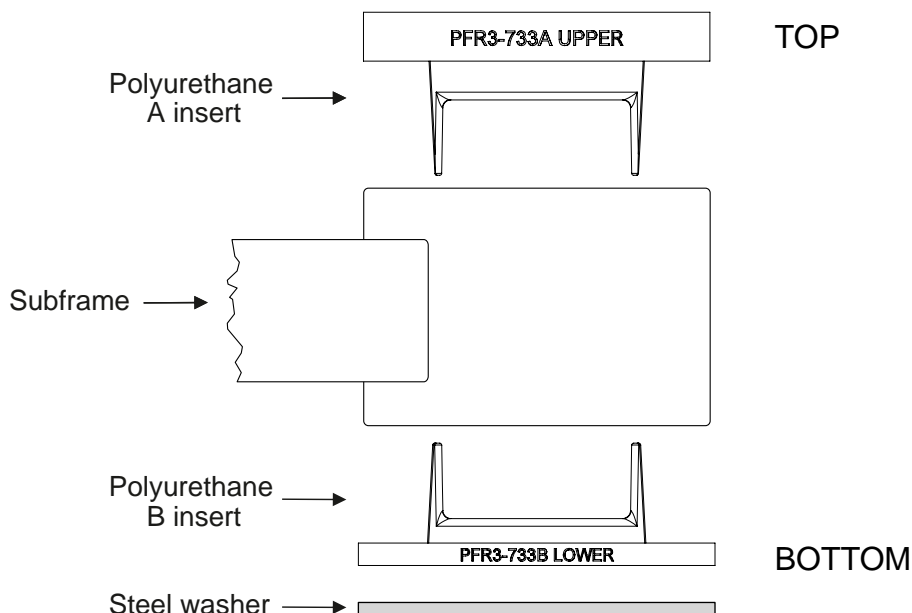 PFR3-733A UPPER
TOP
Polyurethane
A insert
Subframe
Polyurethane
B insert
PFR3-733B LOWER
BOTTOM
Steel washer